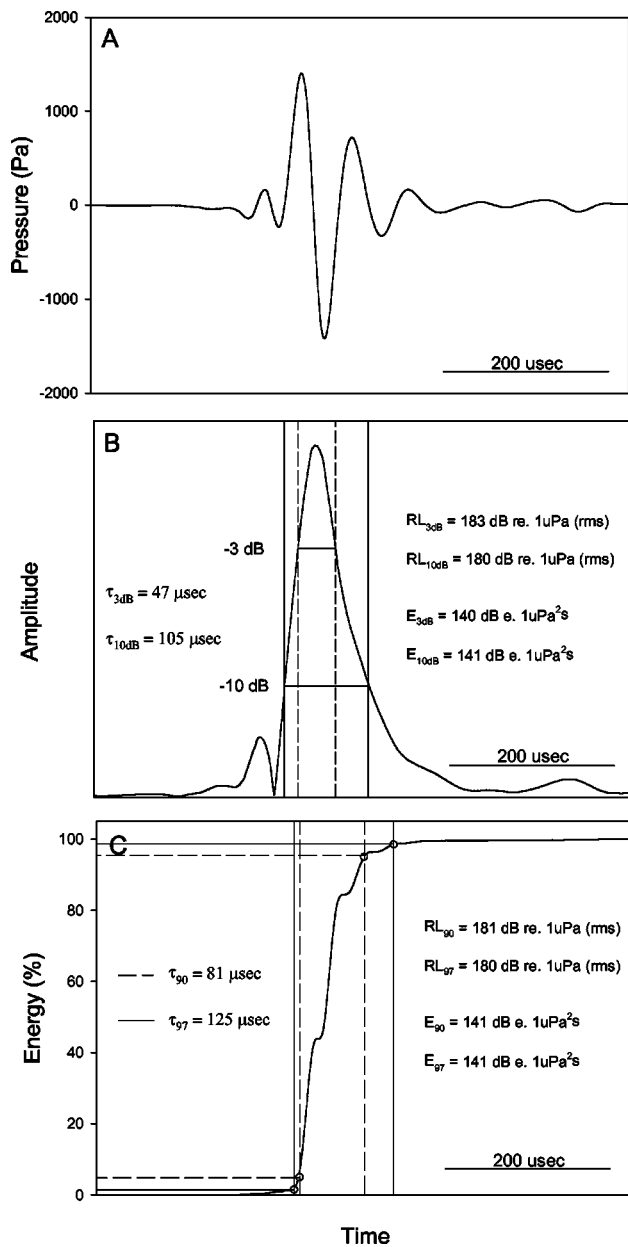 A
2000
1000
0
-1000
-2000
Pressure (Pa)
200 usec
B
-3 dB
-10 dB
τ3dB = 47 μsec
τ10dB = 105 μsec
RL3dB = 183 dB re. 1uPa (rms)
RL10dB = 180 dB re. 1uPa (rms)
E3dB = 140 dB e. 1uPa²s
E10dB = 141 dB e. 1uPa²s
Amplitude
200 usec
C
100
80
60
40
20
0
Energy (%)
τ90 = 81 μsec
τ97 = 125 μsec
RL90 = 181 dB re. 1uPa (rms)
RL97 = 180 dB re. 1uPa (rms)
E90 = 141 dB e. 1uPa²s
E97 = 141 dB e. 1uPa²s
200 usec
Time